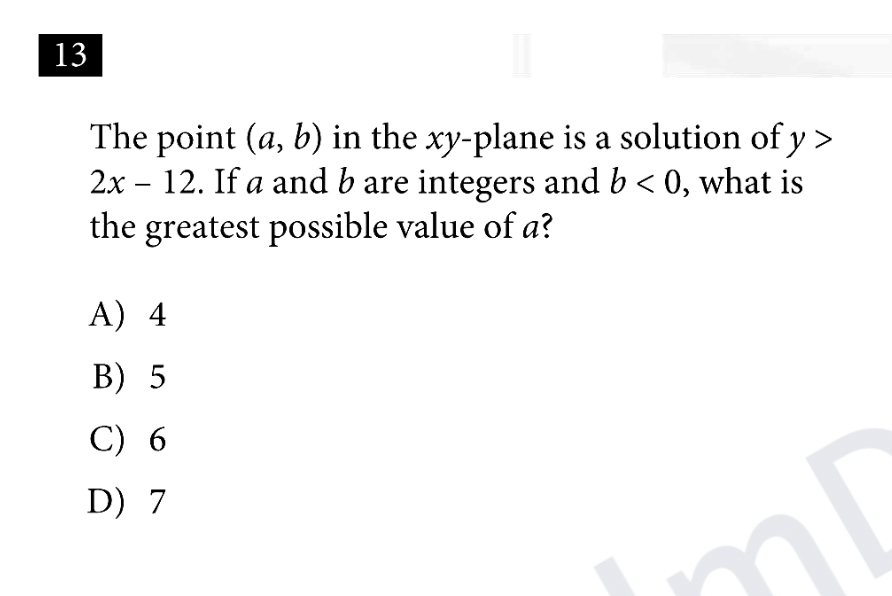 13
The point (a, b) in the xy-plane is a solution of y >
2x – 12. If a and b are integers and b < 0, what is
the greatest possible value of a?
A) 4
B) 5
C) 6
D) 7